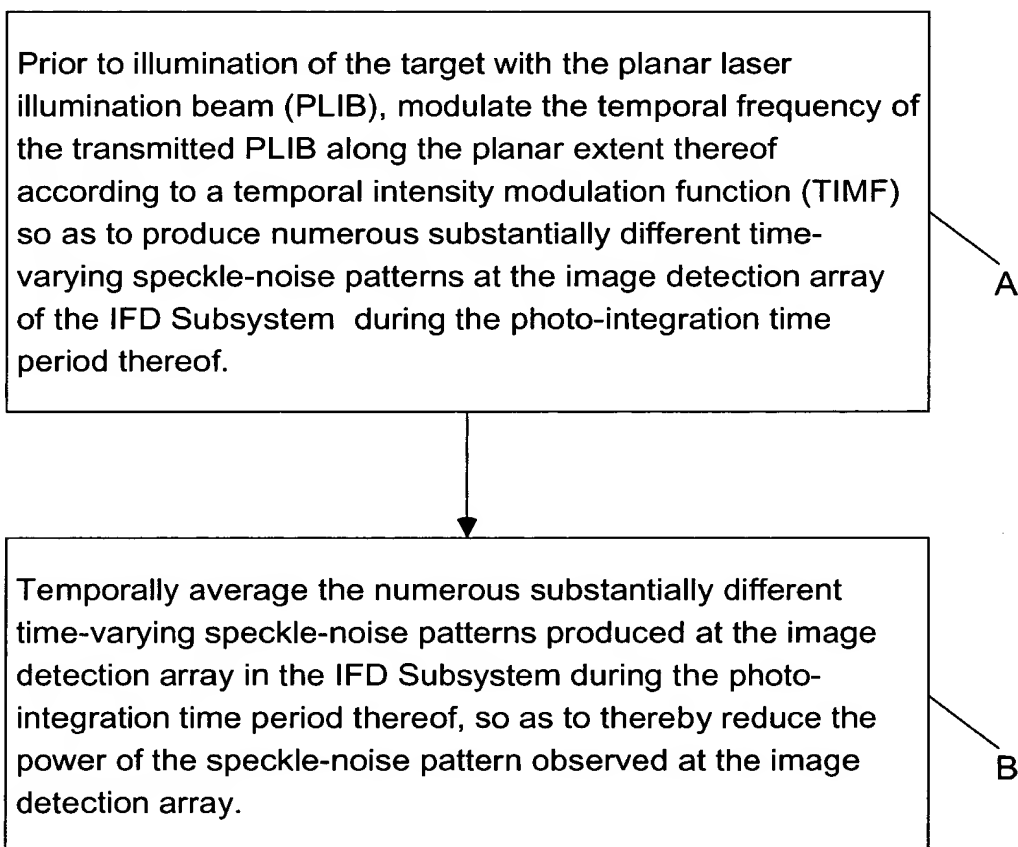 Prior to illumination of the target with the planar laser
illumination beam (PLIB), modulate the temporal frequency of
the transmitted PLIB along the planar extent thereof
according to a temporal intensity modulation function (TIMF)
so as to produce numerous substantially different time-
varying speckle-noise patterns at the image detection array
of the IFD Subsystem during the photo-integration time
period thereof.
A
Temporally average the numerous substantially different
time-varying speckle-noise patterns produced at the image
detection array in the IFD Subsystem during the photo-
integration time period thereof, so as to thereby reduce the
power of the speckle-noise pattern observed at the image
detection array.
B